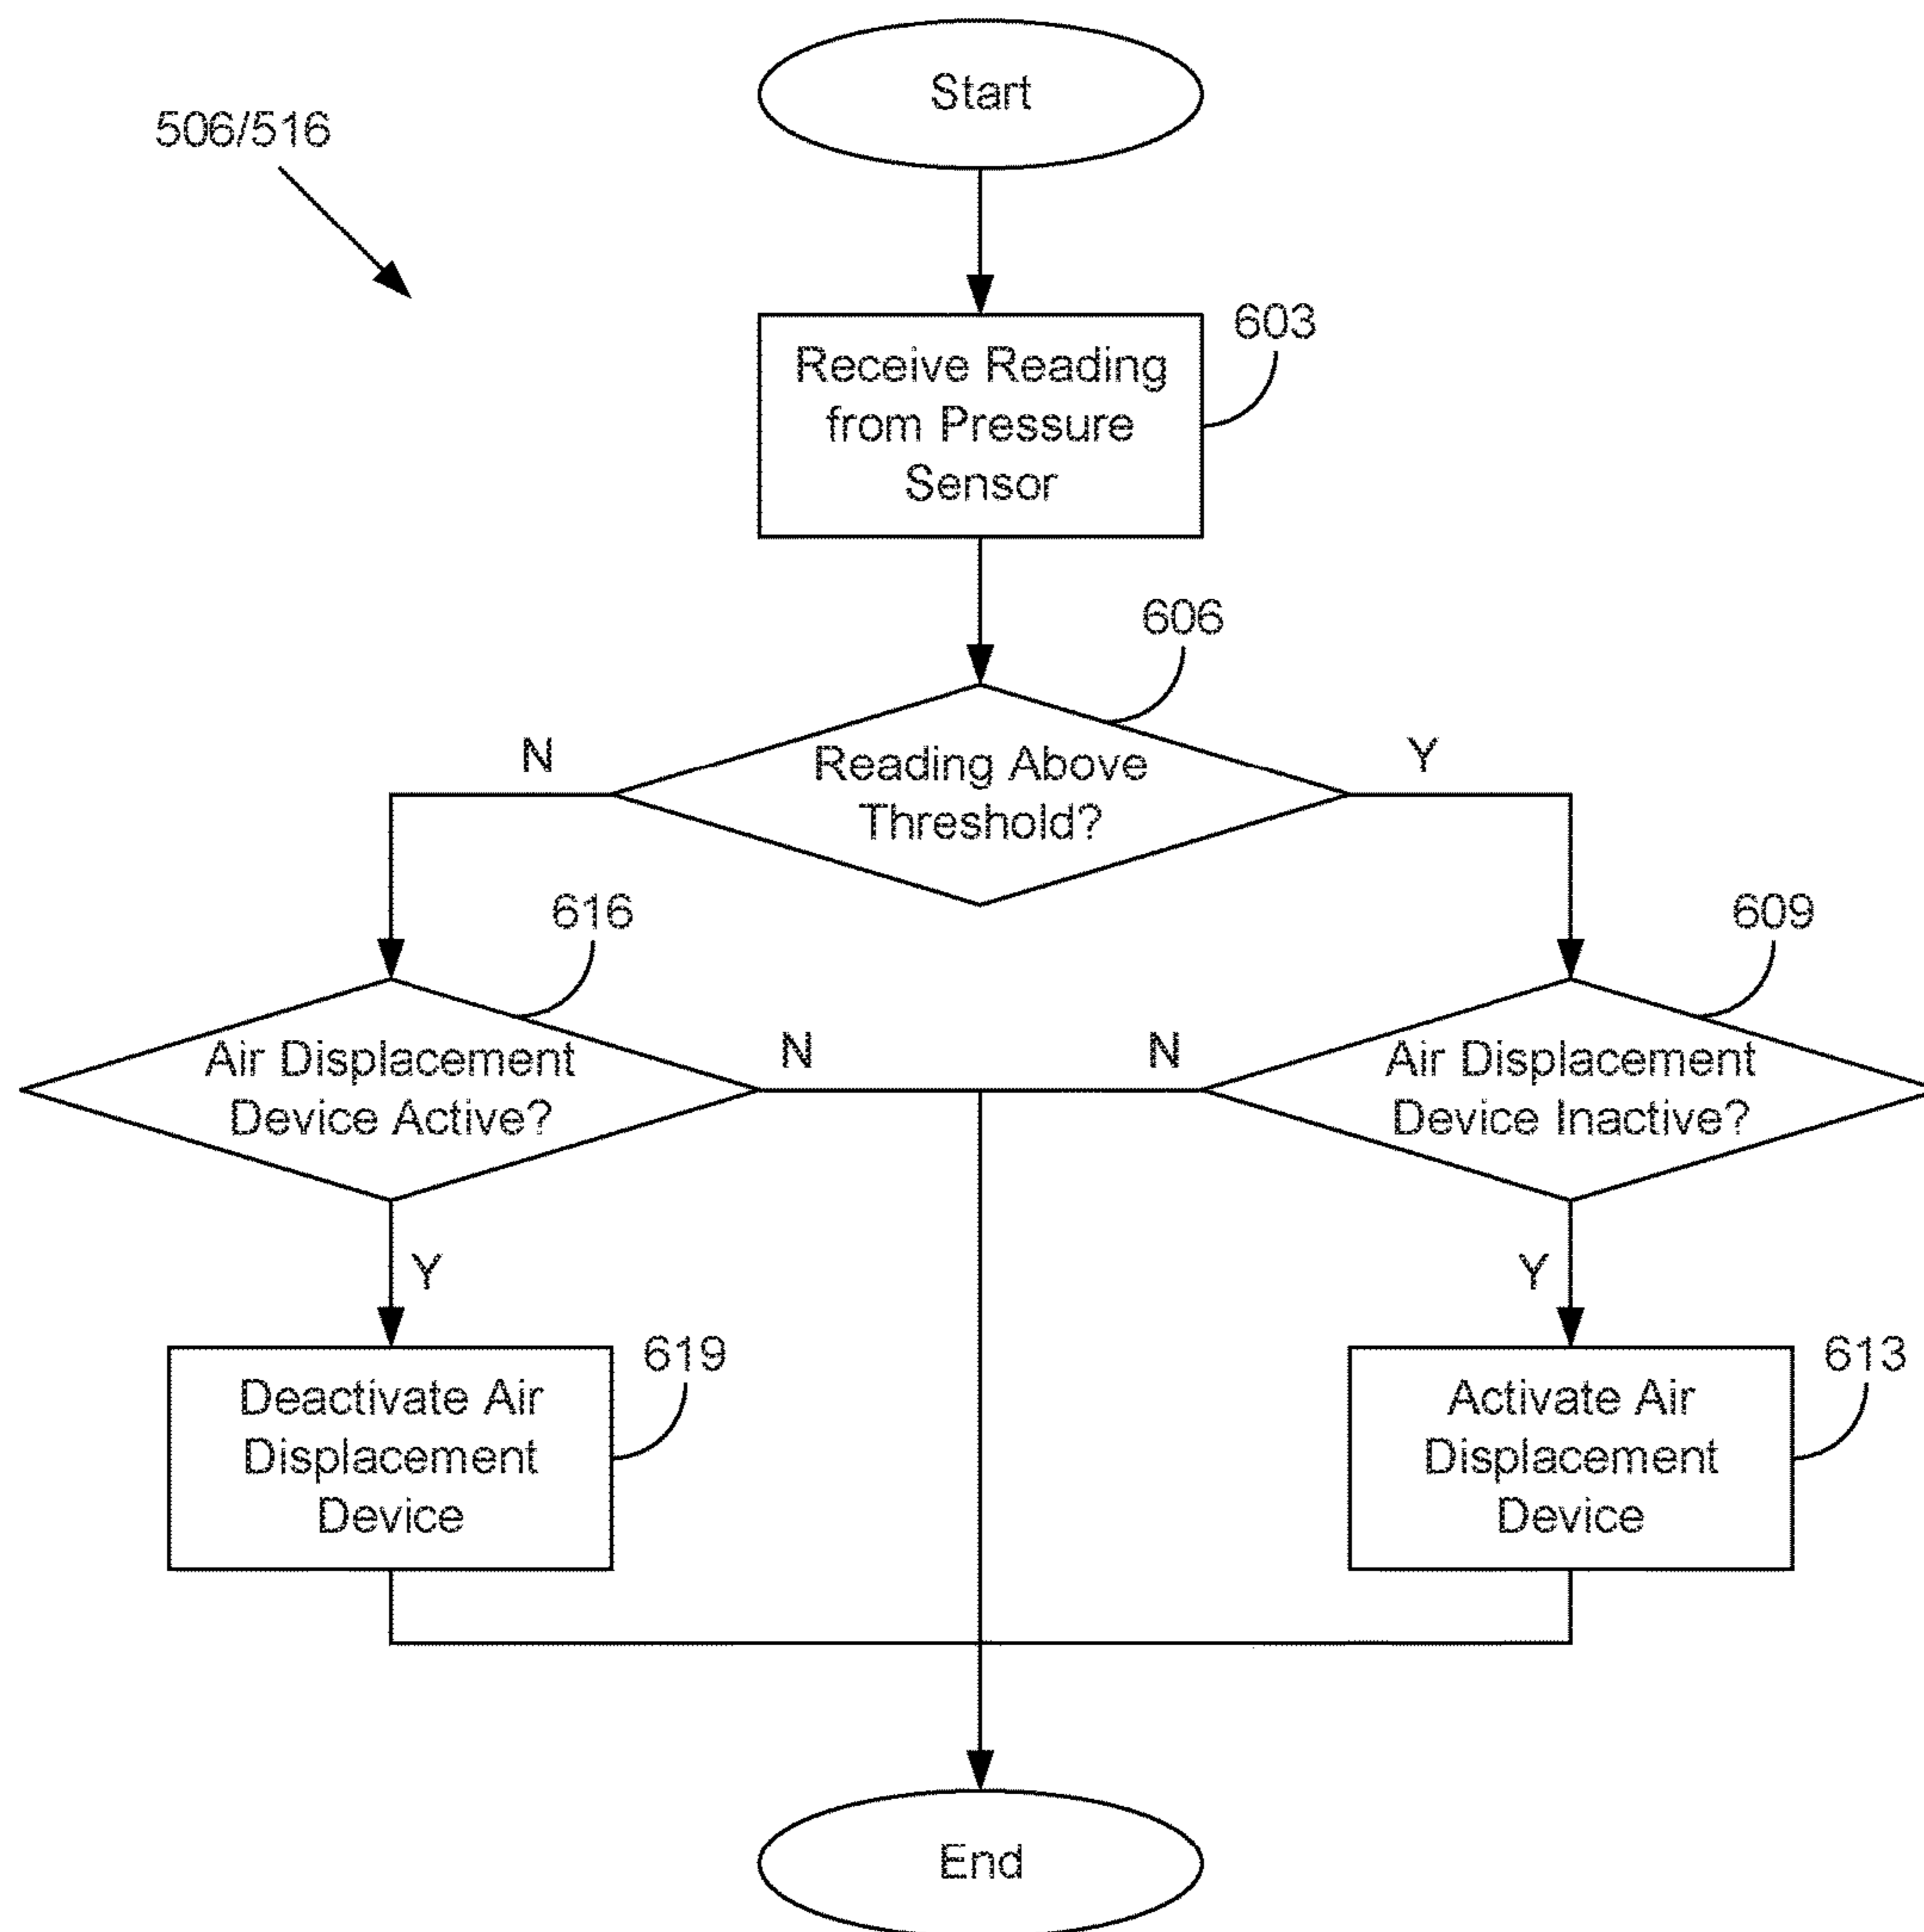 Start
506/516
603
Receive Reading
from Pressure
Sensor
606
N
Y
Reading Above
Threshold?
616
609
Air Displacement
Device Active?
N
N
Air Displacement
Device Inactive?
Y
Y
619
Deactivate Air
Displacement
Device
613
Activate Air
Displacement
Device
End